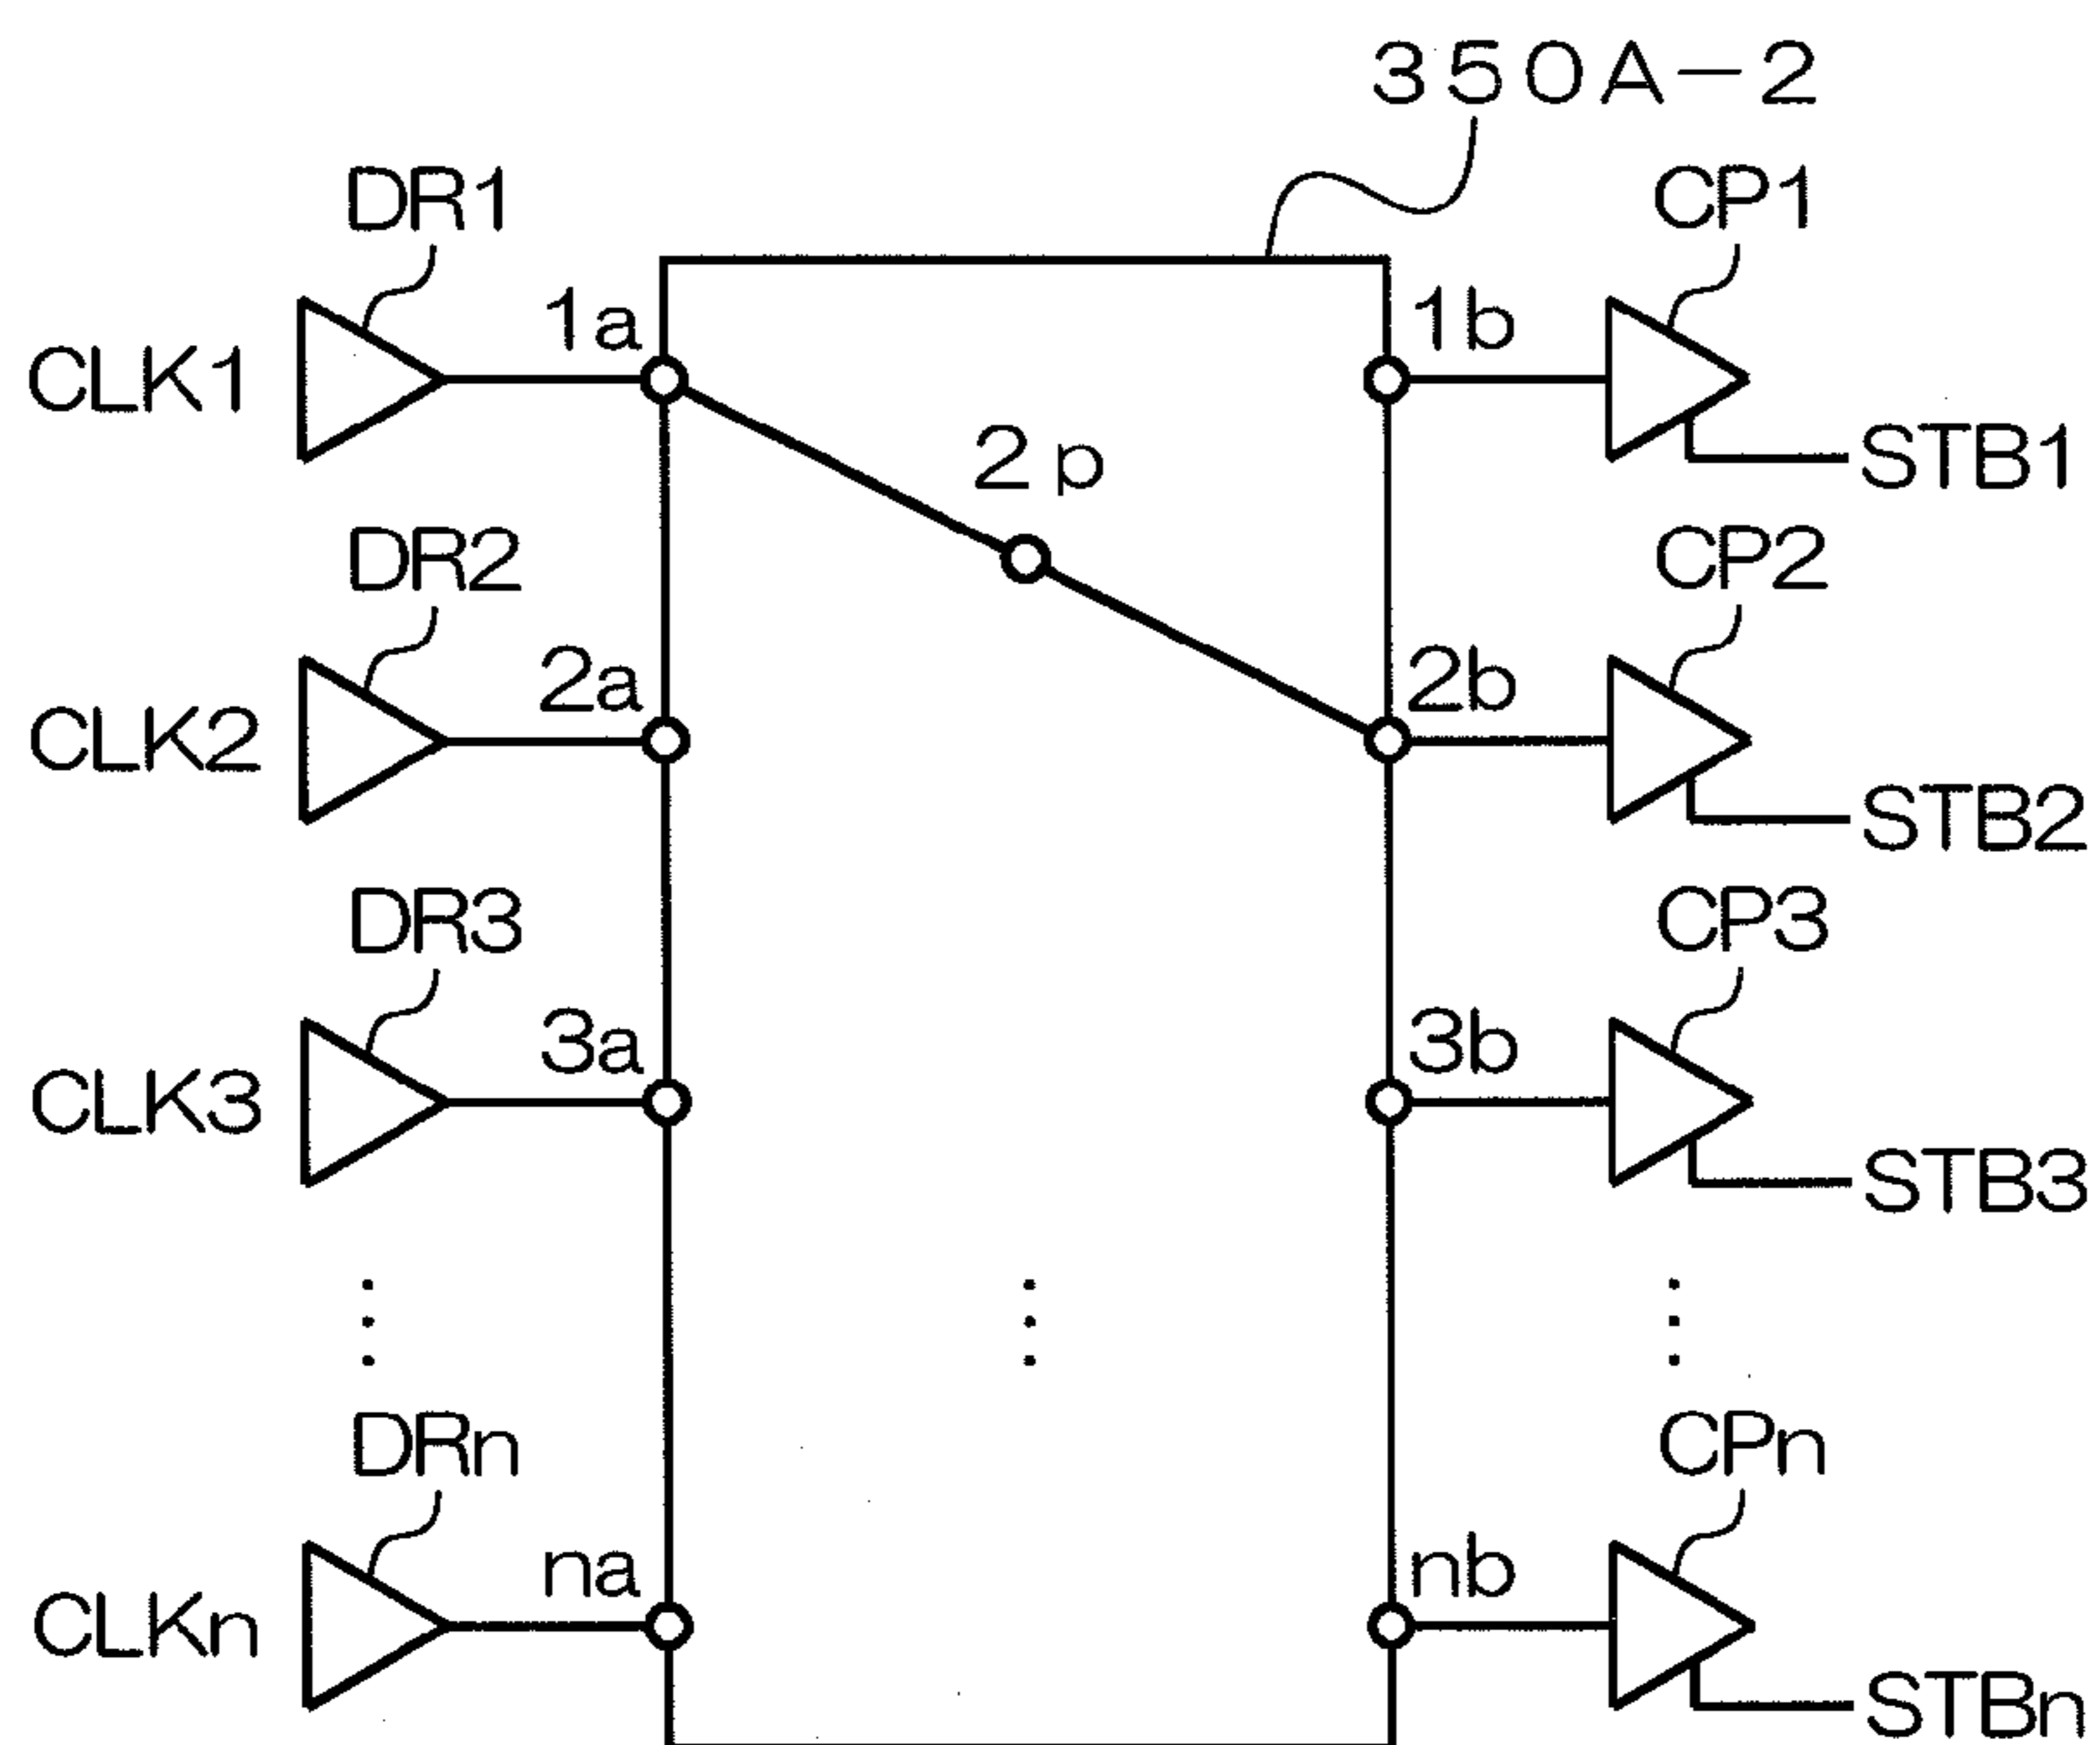 350A-2
DR1
CP1
1a
1b
CLK1
2p
STB1
DR2
CP2
2a
2b
CLK2
STB2
DR3
CP3
3a
3b
CLK3
STB3
DRn
CPn
na
nb
CLKn
STBn